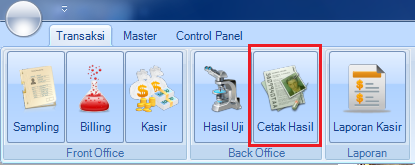 Transaksi Master Control Panel
Sampling Billing Kasir Hasil Uji Cetak Hasil Laporan Kasir
Front Office Back Office Laporan